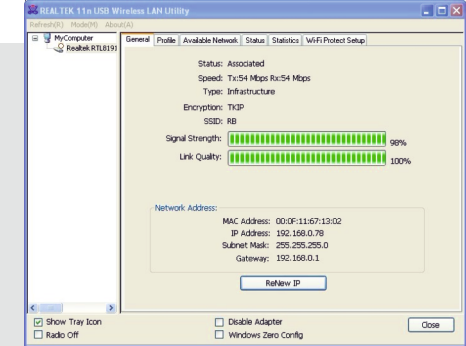 REALTEK 11n USB Wireless LAN Utility
Refresh(R) Mode(M) About(A)
MyComputer
Realtek RTL8191
General Profile Available Network Status Statistics Wi-Fi Protect Setup
Status: Associated
Speed: Tx:54 Mbps Rx:54 Mbps
Type: Infrastructure
Encryption: TKIP
SSID: RB
Signal Strength: 98%
Link Quality: 100%
Network Address:
MAC Address: 00:0F:11:67:13:02
IP Address: 192.168.0.78
Subnet Mask: 255.255.255.0
Gateway: 192.168.0.1
ReNew IP
Show Tray Icon
Radio Off
Disable Adapter
Windows Zero Config
Close